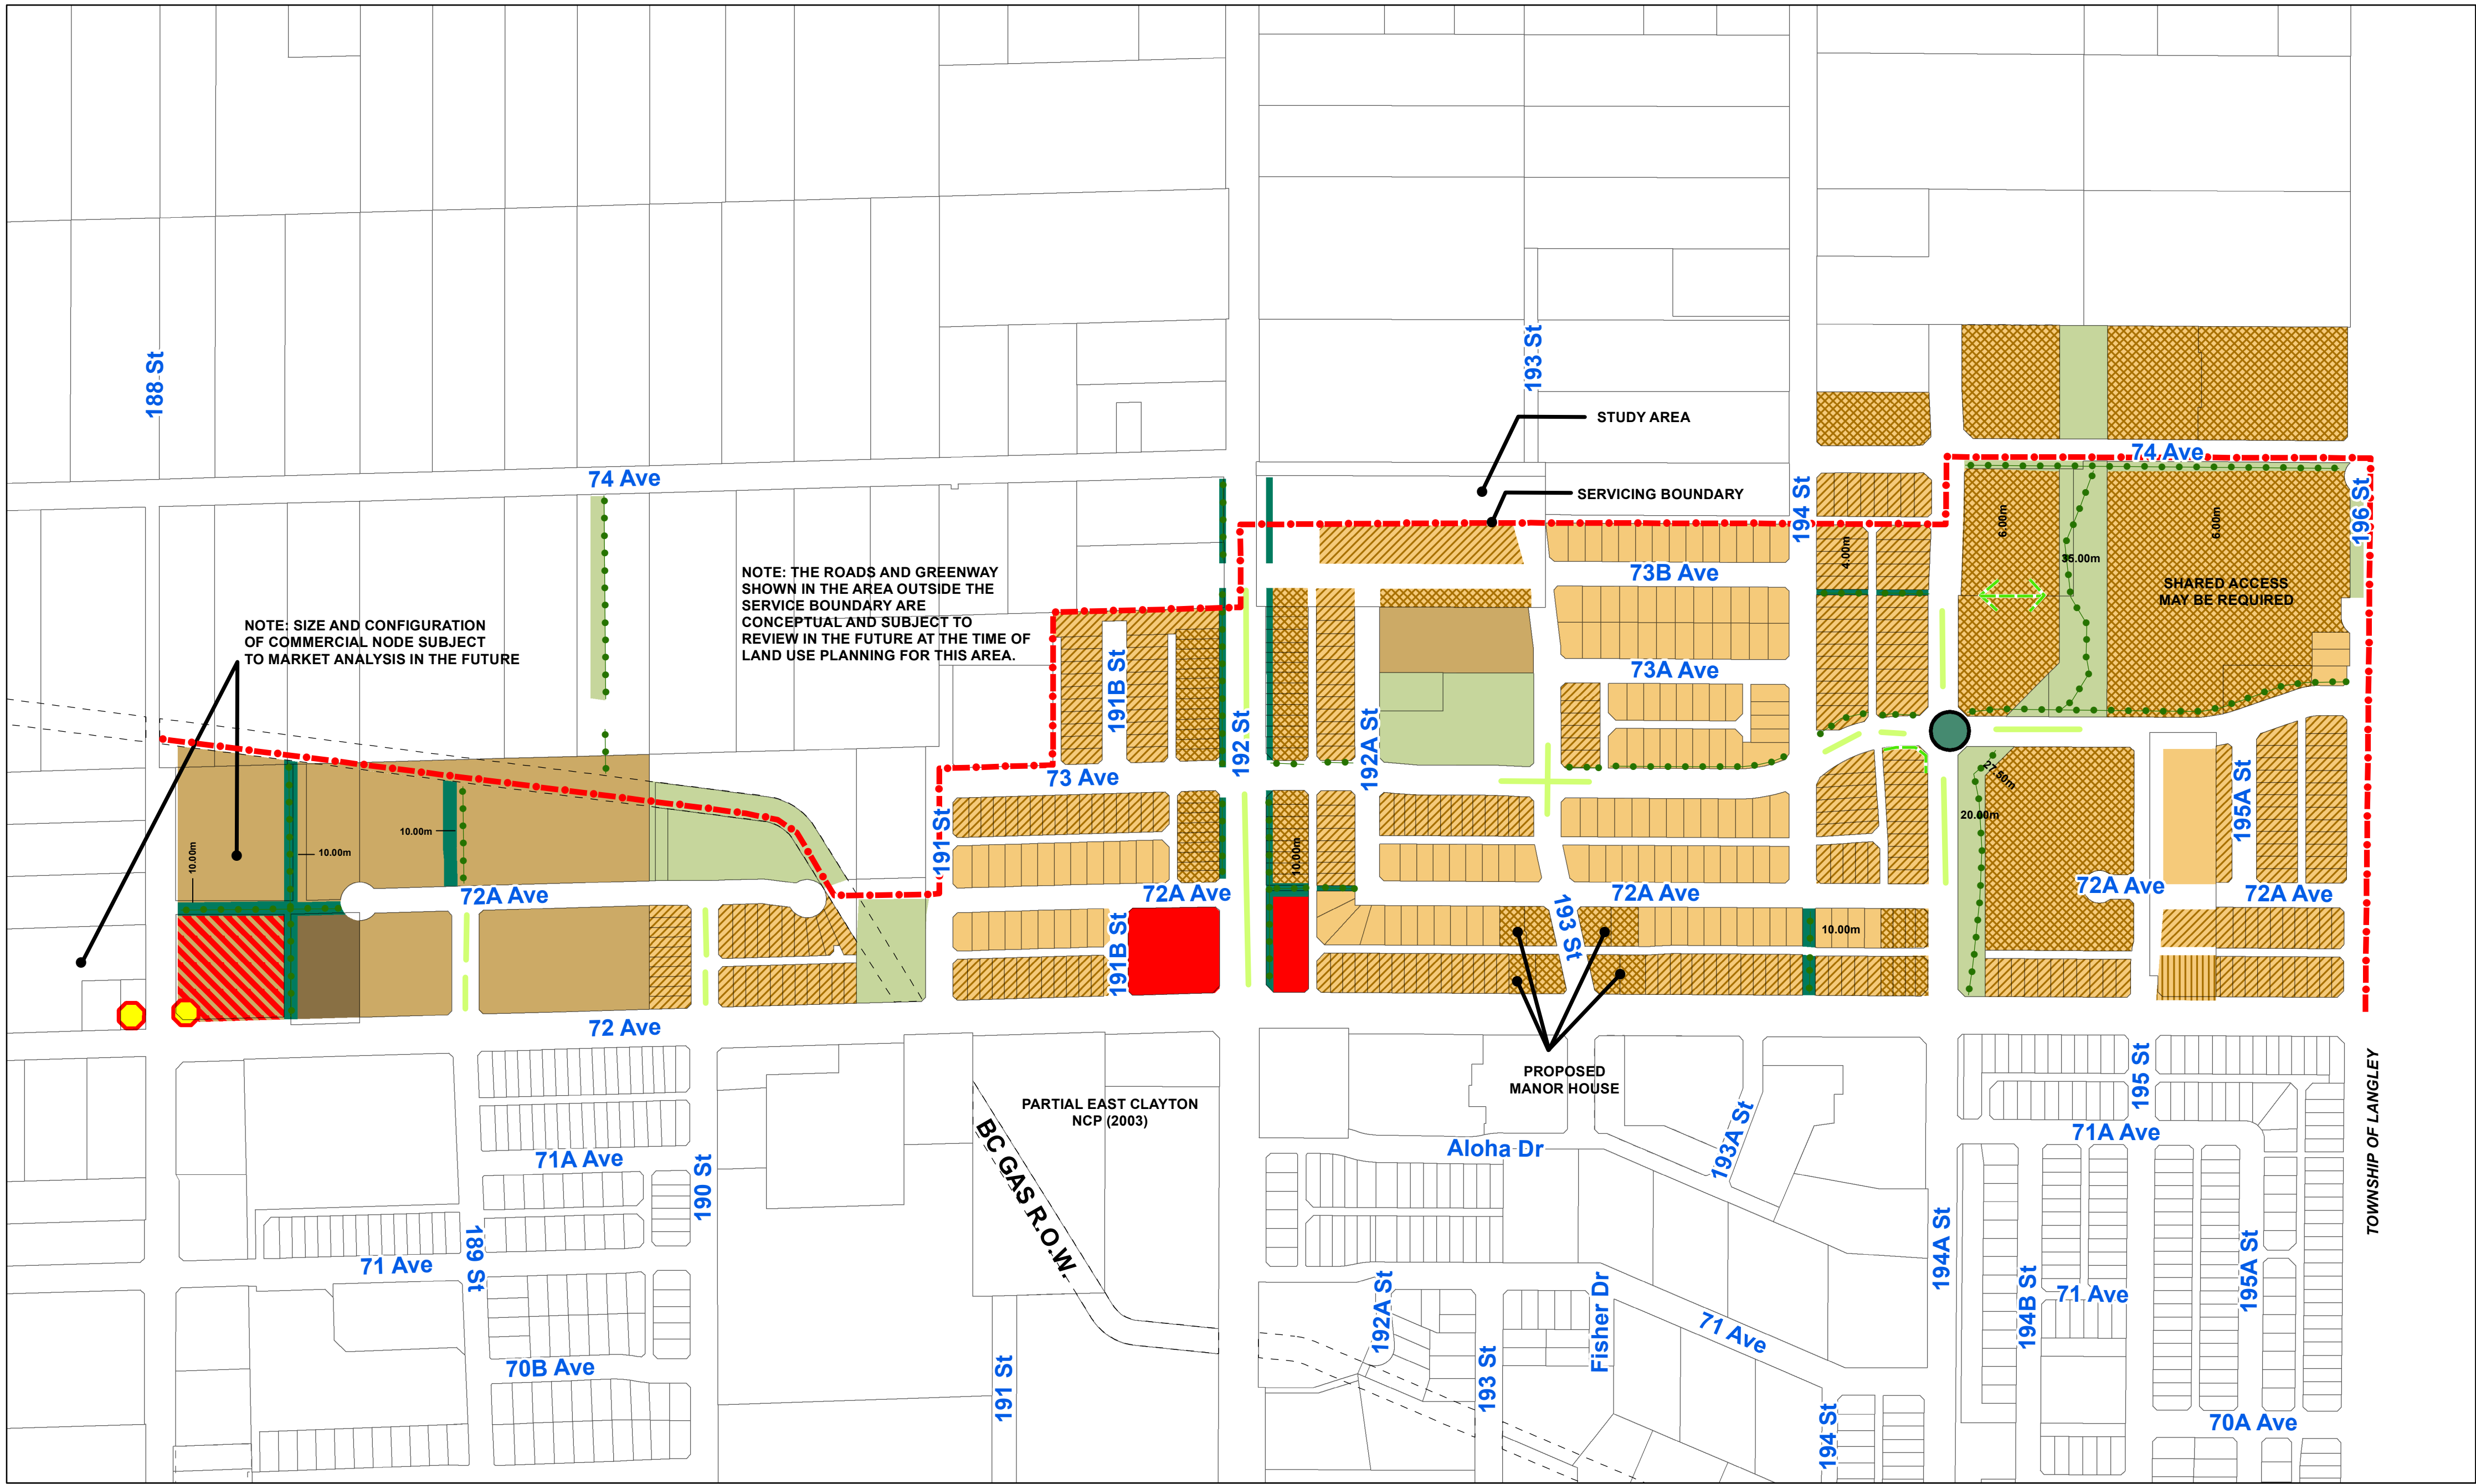 188 St
193 St
STUDY AREA
74 Ave
74 Ave
SERVICING BOUNDARY
194 St
196 St
6.00m
6.00m
4.00m
35.00m
NOTE: THE ROADS AND GREENWAY
SHOWN IN THE AREA OUTSIDE THE
SERVICE BOUNDARY ARE
CONCEPTUAL AND SUBJECT TO
REVIEW IN THE FUTURE AT THE TIME OF
LAND USE PLANNING FOR THIS AREA.
73B Ave
SHARED ACCESS
MAY BE REQUIRED
NOTE: SIZE AND CONFIGURATION
OF COMMERCIAL NODE SUBJECT
TO MARKET ANALYSIS IN THE FUTURE
73A Ave
191B St
192 St
192A St
73 Ave
27.50m
20.00m
195A St
191 St
10.00m
10.00m
10.00m
10.00m
72A Ave
72A Ave
72A Ave
72A Ave
72A Ave
193 St
10.00m
191B St
72 Ave
PROPOSED
MANOR HOUSE
PARTIAL EAST CLAYTON
NCP (2003)
BC GAS R.O.W.
TOWNSHIP OF LANGLEY
195 St
71A Ave
71A Ave
Aloha Dr
193A St
190 St
189 St
71 Ave
194A St
194B St
195A St
71 Ave
192A St
Fisher Dr
71 Ave
70B Ave
191 St
193 St
194 St
70A Ave